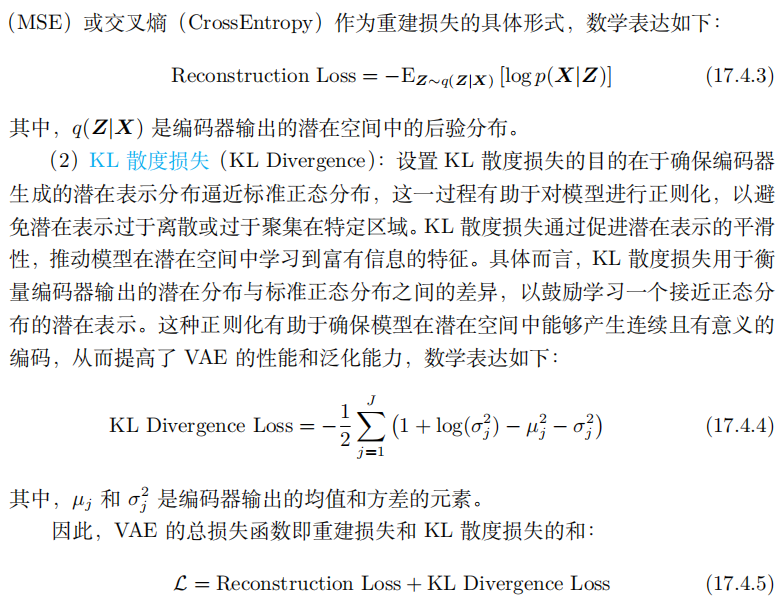 （MSE）或交叉熵（CrossEntropy）作为重建损失的具体形式，数学表达如下：
Reconstruction Loss = −E_{Z∼q(Z|X)} [log p(X|Z)] (17.4.3)
其中，q(Z|X) 是编码器输出的潜在空间中的后验分布。
（2）KL 散度损失（KL Divergence）：设置 KL 散度损失的目的在于确保编码器
生成的潜在表示分布逼近标准正态分布，这一过程有助于对模型进行正则化，以避
免潜在表示过于离散或过于聚集在特定区域。KL 散度损失通过促进潜在表示的平滑
性，推动模型在潜在空间中学习到富有信息的特征。具体而言，KL 散度损失用于衡
量编码器输出的潜在分布与标准正态分布之间的差异，以鼓励学习一个接近正态分
布的潜在表示。这种正则化有助于确保模型在潜在空间中能够产生连续且有意义的
编码，从而提高了 VAE 的性能和泛化能力，数学表达如下：
KL Divergence Loss = −\frac{1}{2} \sum_{j=1}^{J} (1 + log(σ_j^2) − μ_j^2 − σ_j^2) (17.4.4)
其中，μ_j 和 σ_j^2 是编码器输出的均值和方差的元素。
因此，VAE 的总损失函数即重建损失和 KL 散度损失的和：
ℒ = Reconstruction Loss + KL Divergence Loss (17.4.5)